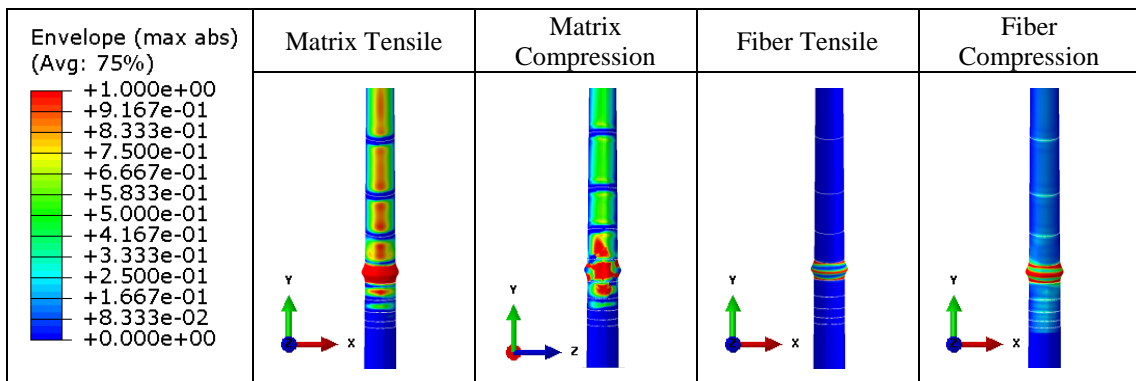 Envelope (max abs)
(Avg: 75%)
+1.000e+00
+9.167e-01
+8.333e-01
+7.500e-01
+6.667e-01
+5.833e-01
+5.000e-01
+4.167e-01
+3.333e-01
+2.500e-01
+1.667e-01
+8.333e-02
+0.000e+00
Matrix Tensile
Matrix
Compression
Fiber Tensile
Fiber
Compression
Y
Z
X
Y
Z
Y
Z
X
Y
Z
X